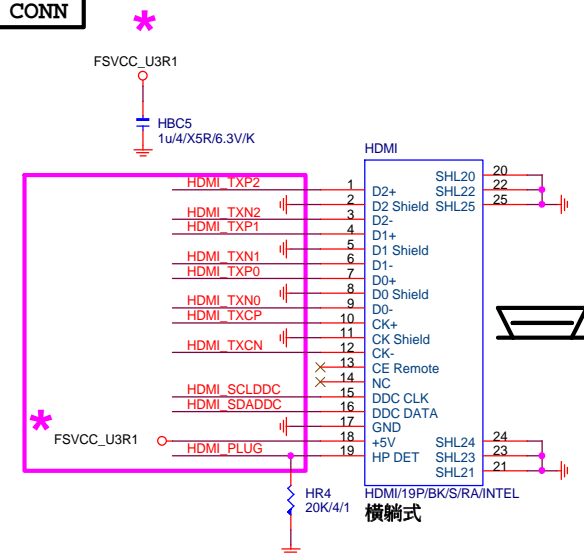 CONN
*
FSVCC_U3R1
HBC5
1u/4/X5R/6.3V/K
HDMI
HDMI_TXP2 1 D2+ SHL20 20
2 D2 Shield SHL22 22
HDMI_TXN2 3 D2- SHL25 25
HDMI_TXP1 4 D1+
5 D1 Shield
HDMI_TXN1 6 D1-
HDMI_TXP0 7 D0+
8 D0 Shield
HDMI_TXN0 9 D0-
HDMI_TXCP 10 CK+
11 CK Shield
HDMI_TXCN 12 CK-
13 CE Remote
14 NC
HDMI_SCLDDC 15 DDC CLK
HDMI_SDADDC 16 DDC DATA
*
17 GND
FSVCC_U3R1 18 +5V SHL24 24
HDMI_PLUG 19 HP DET SHL23 23
SHL21 21
HR4
20K/4/1
HDMI/19P/BK/S/RA/INTEL
橫躺式